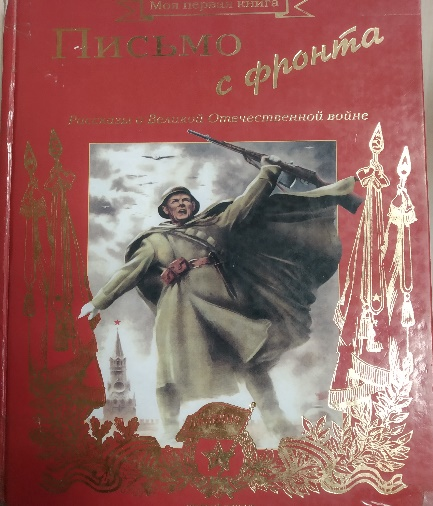 Моя первая книга
Письмо
с фронта
Рассказы о Великой Отечественной войне